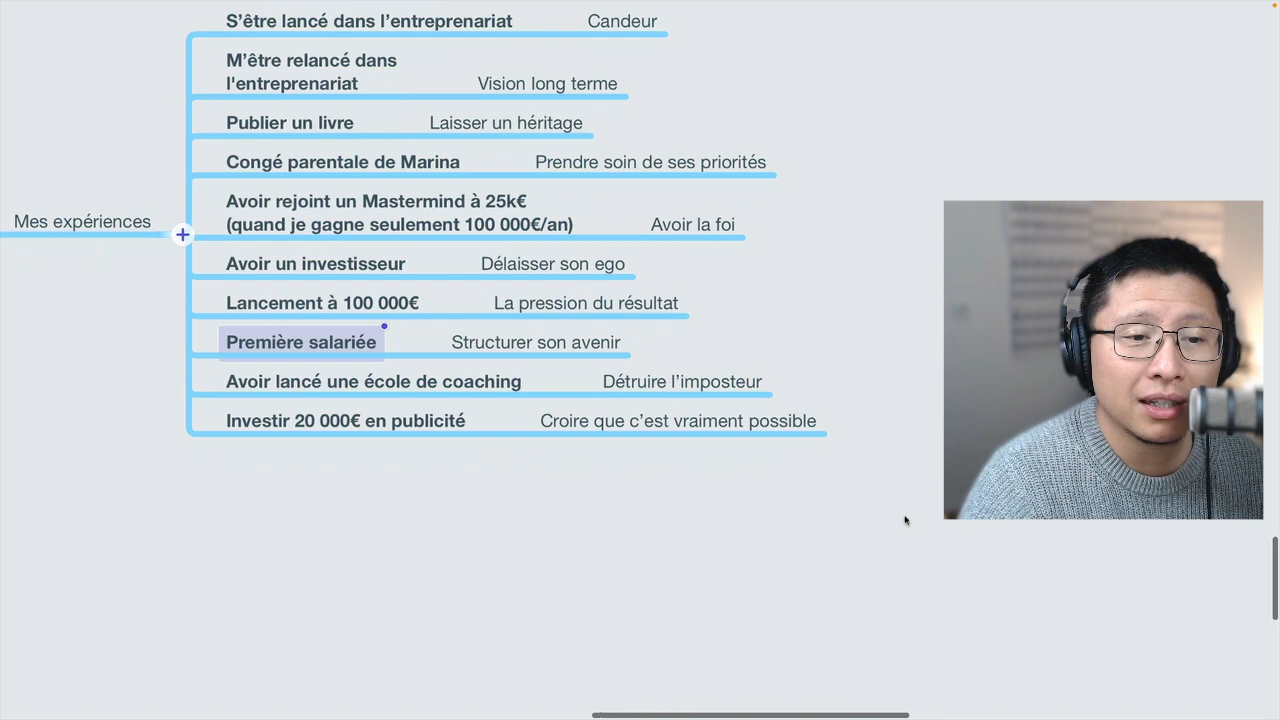 S’être lancé dans l’entreprenariat Candeur
M’être relancé dans
l'entreprenariat Vision long terme
Publier un livre Laisser un héritage
Congé parentale de Marina Prendre soin de ses priorités
Avoir rejoint un Mastermind à 25k€
Mes expériences (quand je gagne seulement 100 000€/an) Avoir la foi
Avoir un investisseur Délaisser son ego
Lancement à 100 000€ La pression du résultat
Première salariée Structurer son avenir
Avoir lancé une école de coaching Détruire l’imposteur
Investir 20 000€ en publicité Croire que c’est vraiment possible